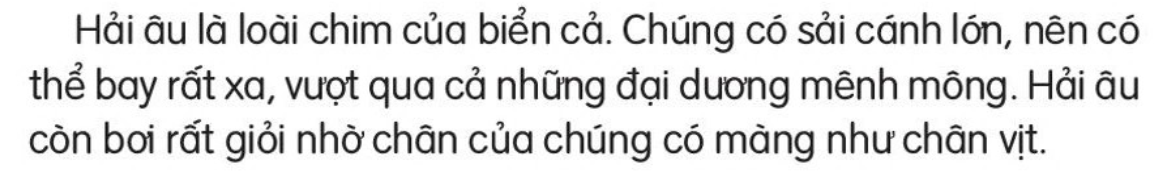 Hải âu là loài chim của biển cả. Chúng có sải cánh lớn, nên có
thể bay rất xa, vượt qua cả những đại dương mênh mông. Hải âu
còn bơi rất giỏi nhờ chân của chúng có màng như chân vịt.